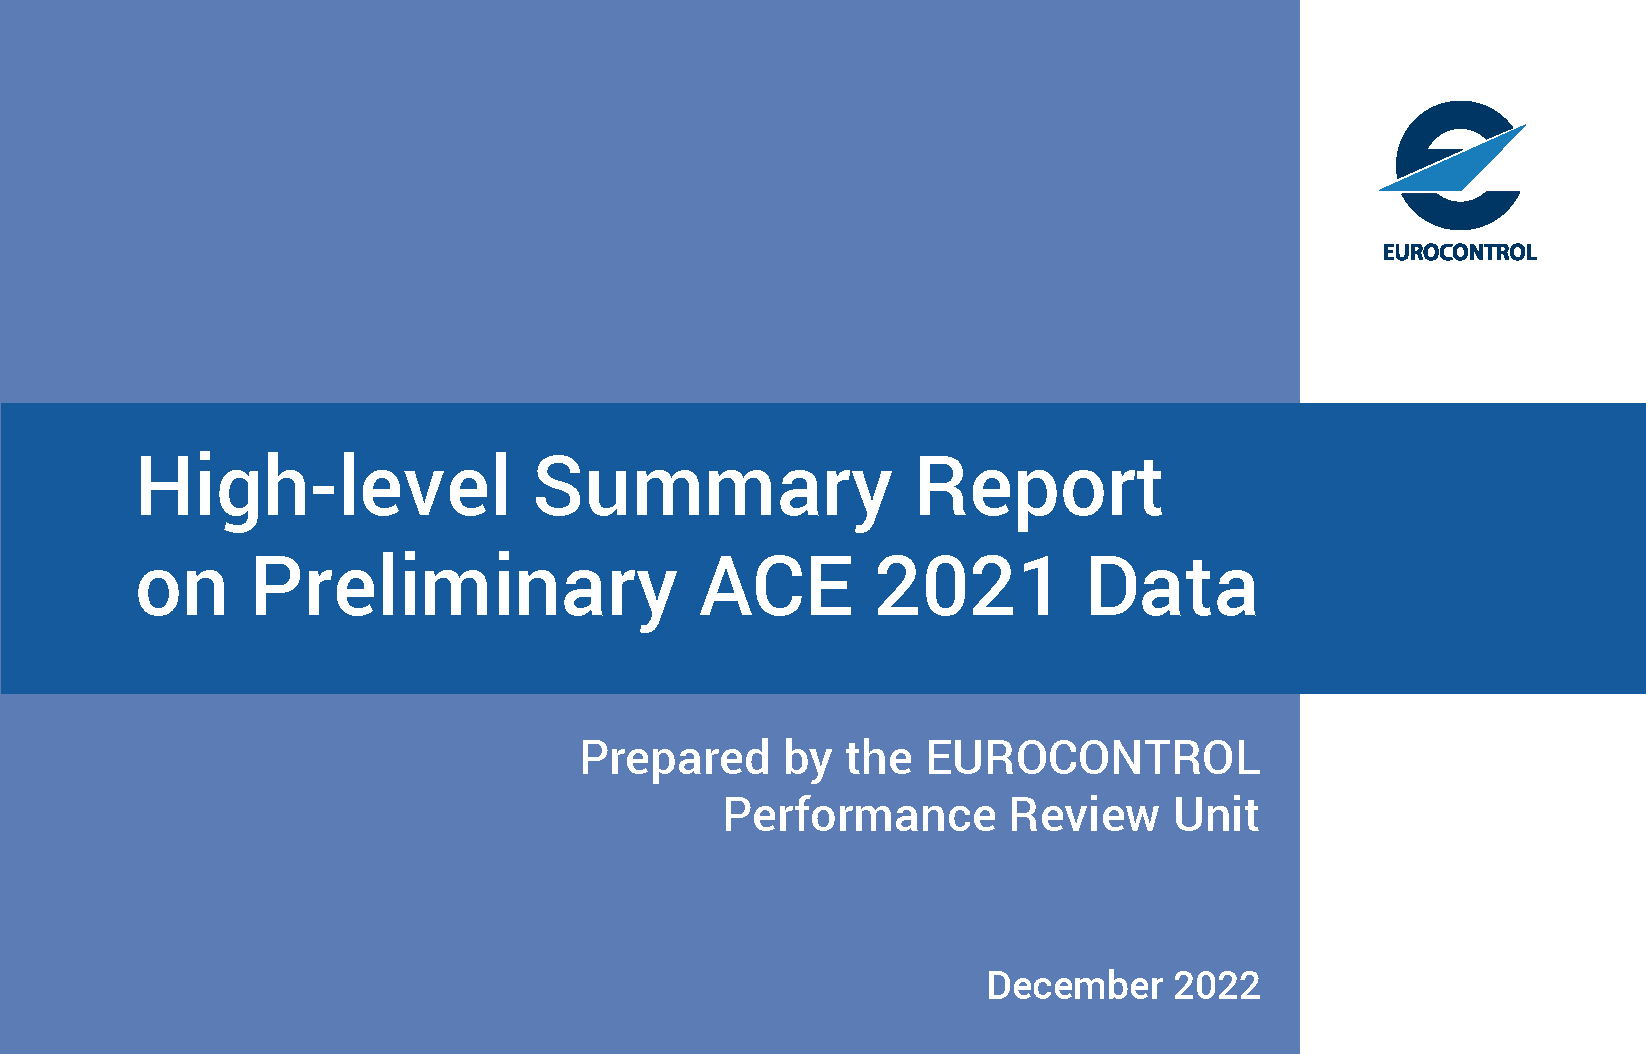 EUROCONTROL
High-level Summary Report
on Preliminary ACE 2021 Data
Prepared by the EUROCONTROL
Performance Review Unit
December 2022